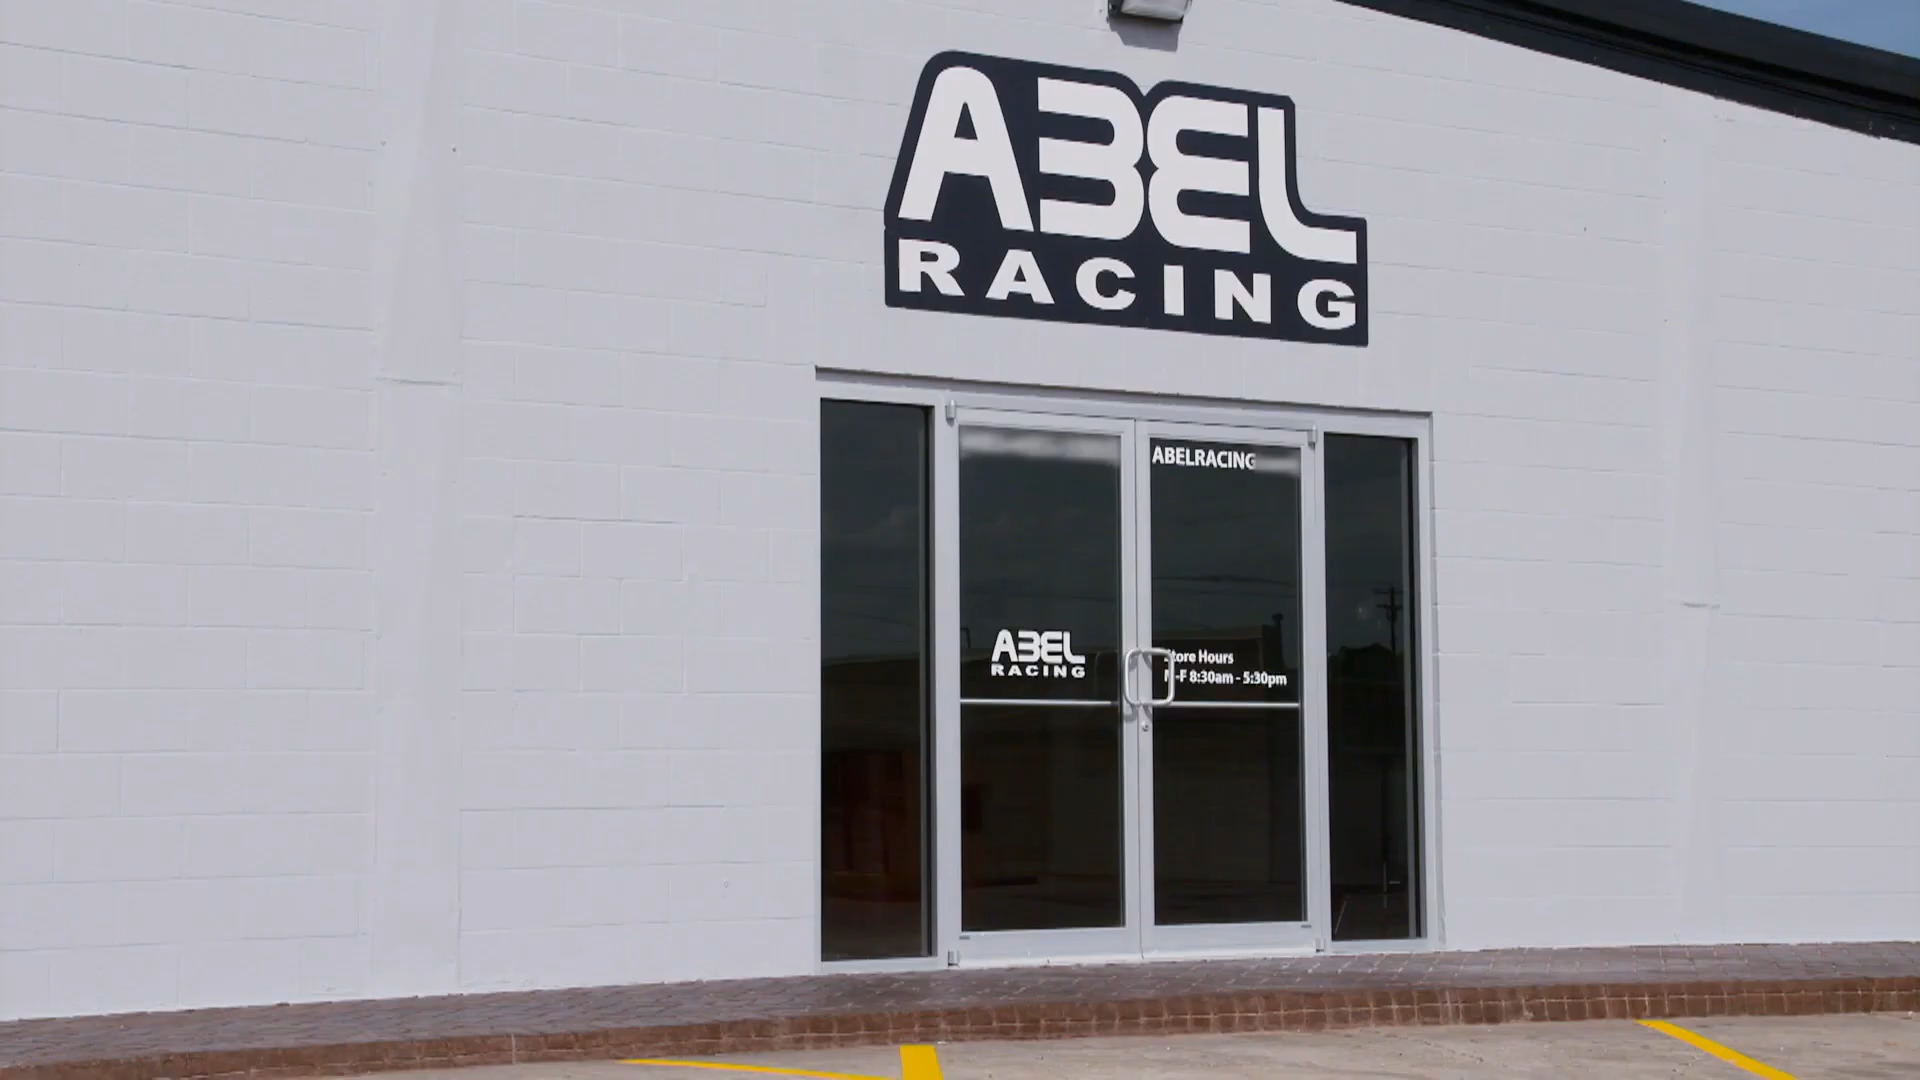 ABEL
RACING
ABELRACING
ABEL
RACING
Store Hours
M-F 8:30am - 5:30pm